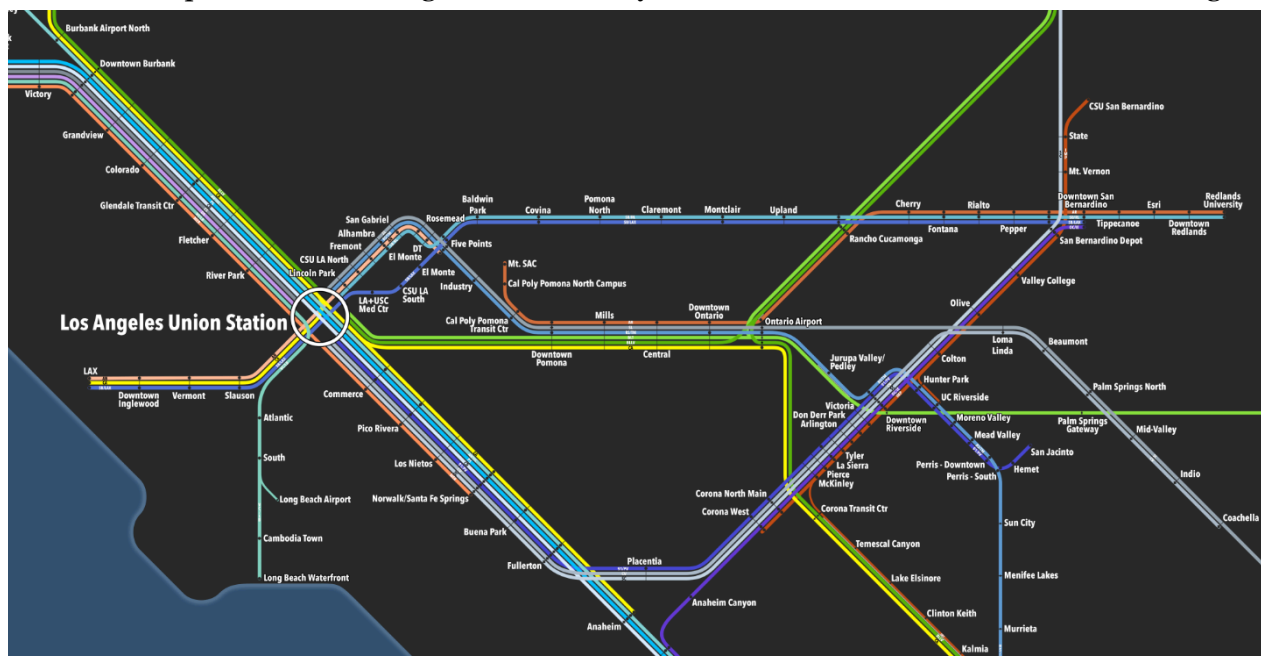 Burbank Airport North
Downtown Burbank
Victory
Grandview
Colorado
Glendale Transit Ctr
Fletcher
River Park
Los Angeles Union Station
LAX
Downtown
Inglewood
Vermont
Slauson
Atlantic
South
Long Beach Airport
Cambodia Town
Long Beach Waterfront
Lincoln Park
CSU LA North
Fremont
Alhambra
San Gabriel
Rosemead
DT
El Monte
LA+USC
Med Ctr
CSU LA
South
El Monte
Five Points
Industry
Baldwin
Park
Covina
Pomona
North
Claremont
Montclair
Upland
Rancho Cucamonga
Cherry
Fontana
Rialto
Pepper
Downtown San
Bernardino
San Bernardino Depot
Tippecanoe
Esri
Downtown
Redlands
Redlands
University
CSU San Bernardino
State
Mt. Vernon
Mt. SAC
Cal Poly Pomona North Campus
Cal Poly Pomona
Transit Ctr
Downtown
Pomona
Mills
Central
Downtown
Ontario
Ontario Airport
Jurupa Valley/
Pedley
Valley College
Olive
Colton
Loma
Linda
Beaumont
Palm Springs North
Palm Springs
Gateway
Mid-Valley
Indio
Coachella
Hunter Park
UC Riverside
Moreno Valley
Mead Valley
Perris - Downtown
Perris - South
San Jacinto
Hemet
Sun City
Menifee Lakes
Murrieta
Victoria
Don Derr Park
Arlington
Downtown
Riverside
Tyler
La Sierra
Pierce
McKinley
Corona North Main
Corona West
Corona Transit Ctr
Temescal Canyon
Lake Elsinore
Clinton Keith
Kalmia
Commerce
Pico Rivera
Los Nietos
Norwalk/Santa Fe Springs
Buena Park
Fullerton
Placentia
Anaheim Canyon
Anaheim